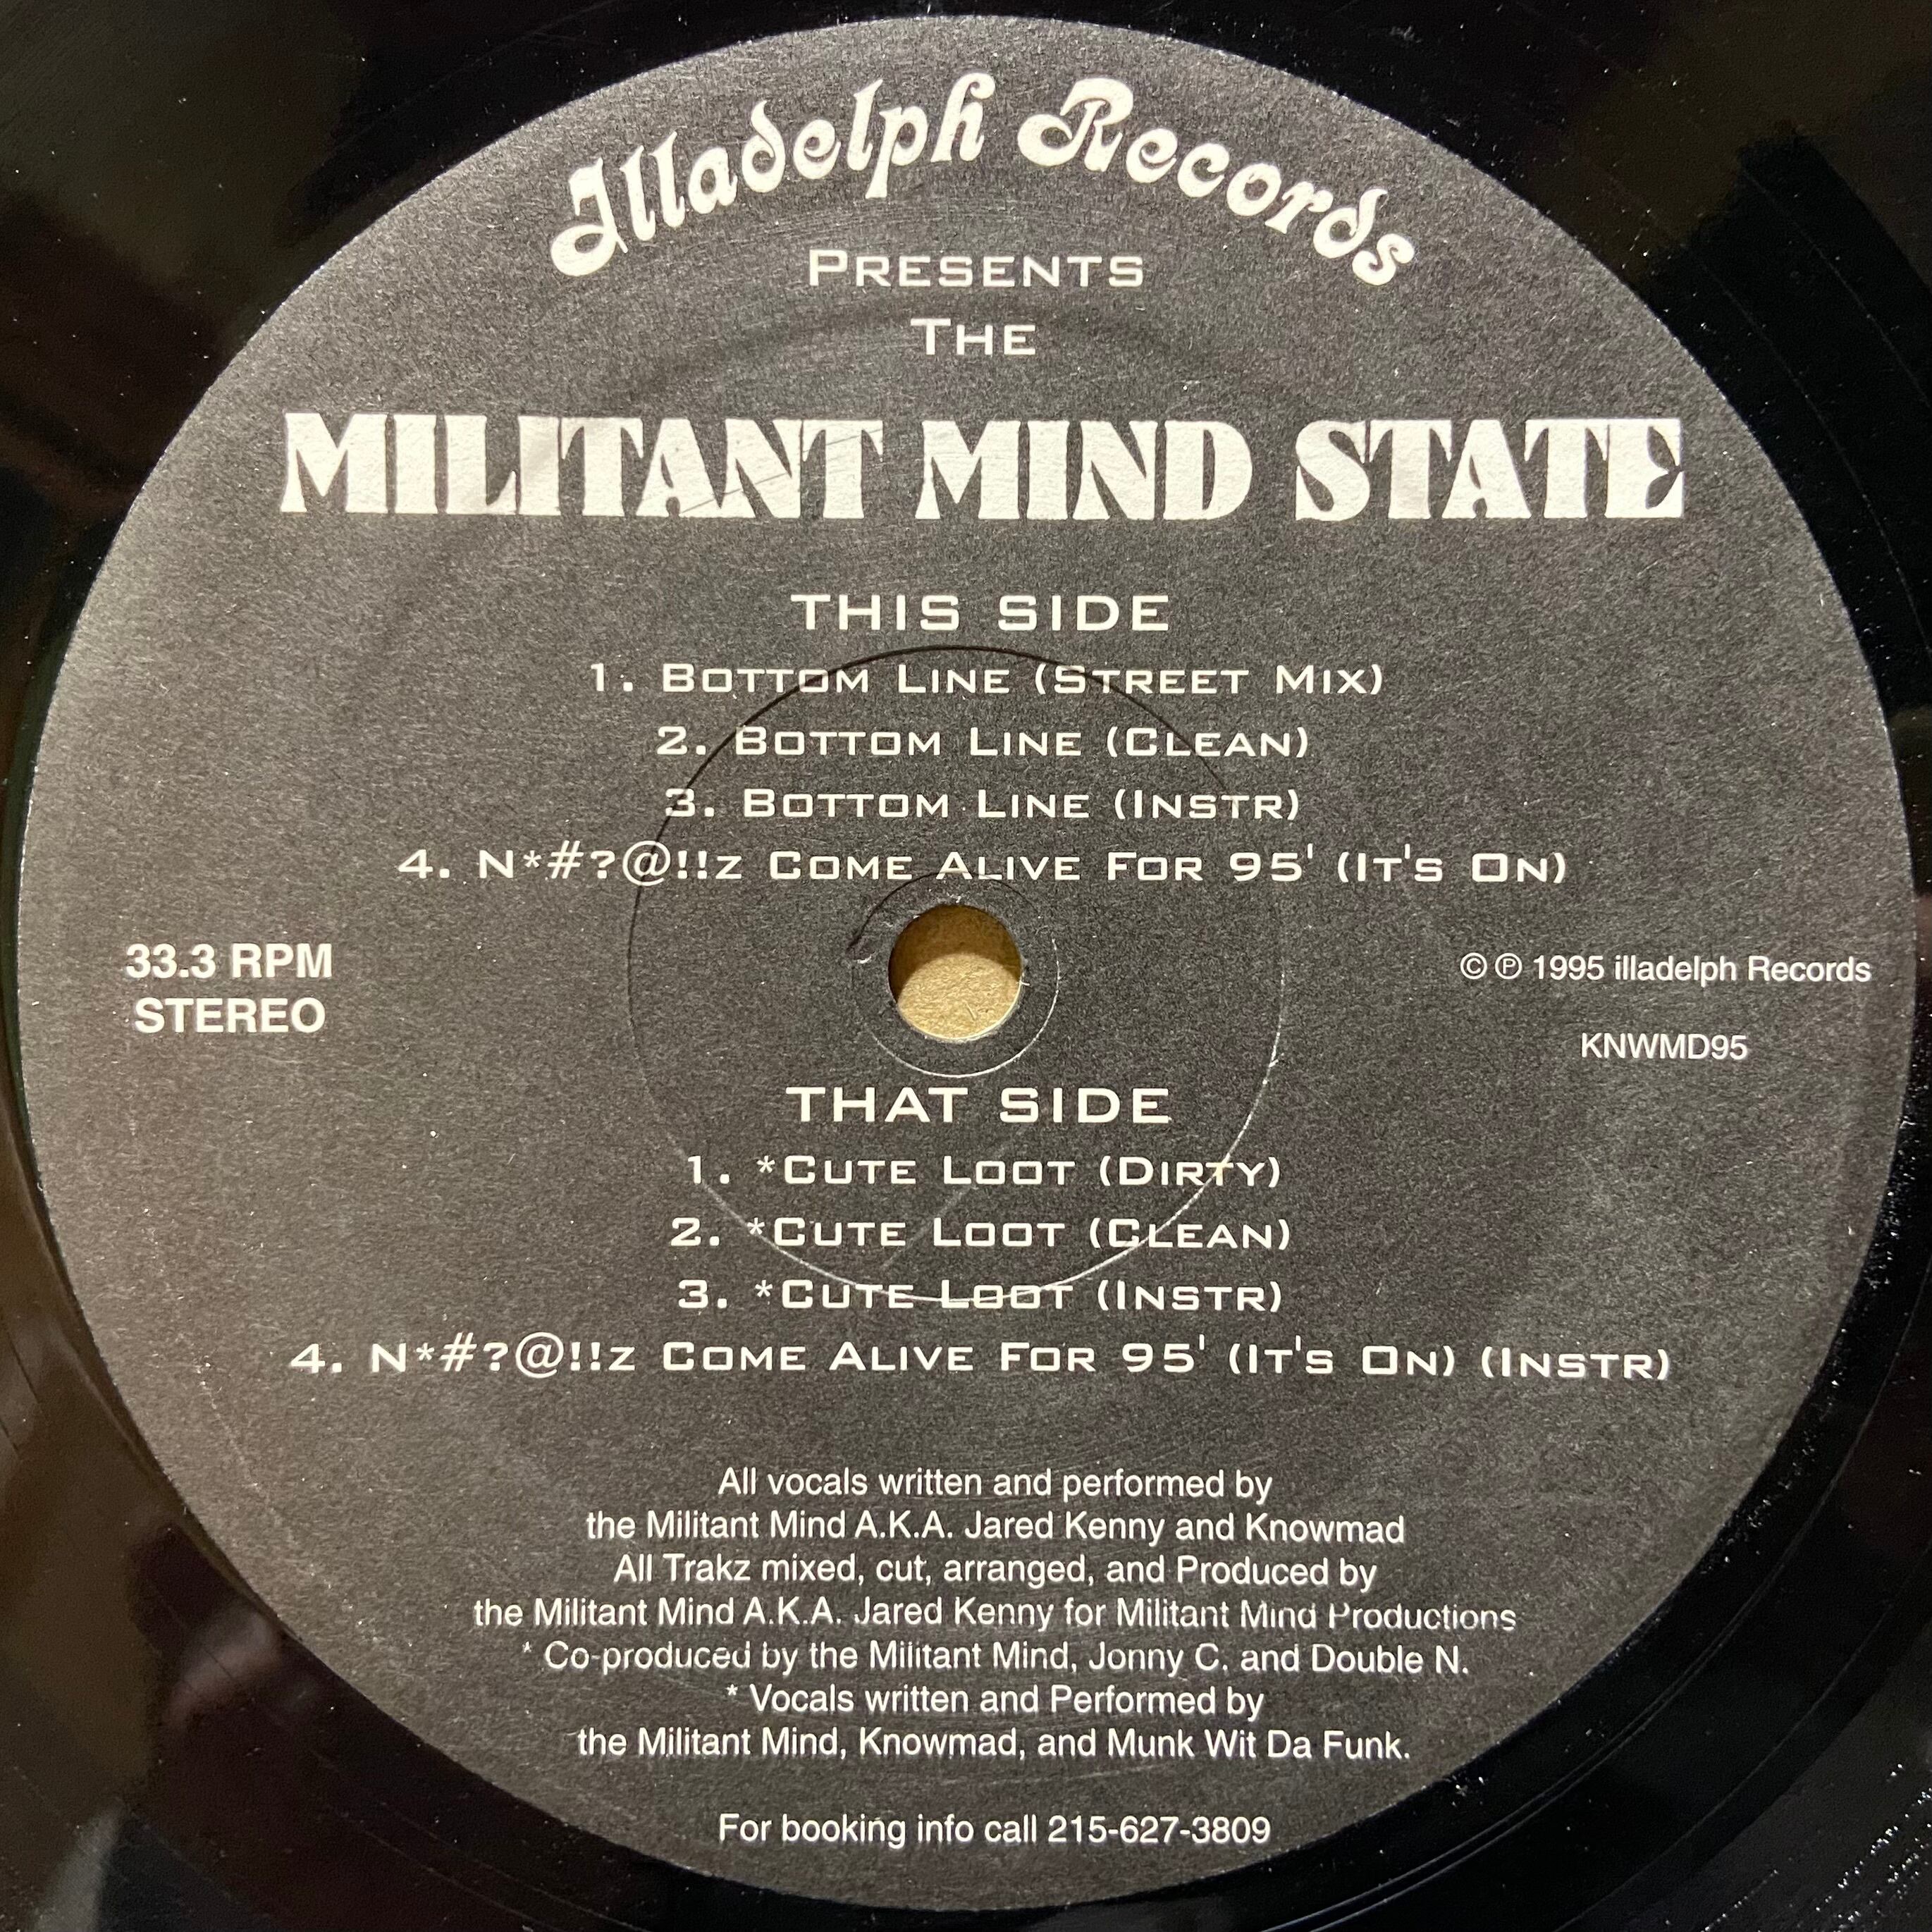 Illadelph Records
PRESENTS
THE
MILITANT MIND STATE
THIS SIDE
1. BOTTOM LINE (STREET MIX)
2. BOTTOM LINE (CLEAN)
3. BOTTOM LINE (INSTR)
4. N*#?@!!Z COME ALIVE FOR 95' (IT'S ON)
33.3 RPM
STEREO
© ℗ 1995 illadelph Records
KNWMD95
THAT SIDE
1. *CUTE LOOT (DIRTY)
2. *CUTE LOOT (CLEAN)
3. *CUTE LOOT (INSTR)
4. N*#?@!!Z COME ALIVE FOR 95' (IT'S ON) (INSTR)
All vocals written and performed by
the Militant Mind A.K.A. Jared Kenny and Knowmad
All Trakz mixed, cut, arranged, and Produced by
the Militant Mind A.K.A. Jared Kenny for Militant Mind Productions
* Co-produced by the Militant Mind, Jonny C. and Double N.
* Vocals written and Performed by
the Militant Mind, Knowmad, and Munk Wit Da Funk.
For booking info call 215-627-3809